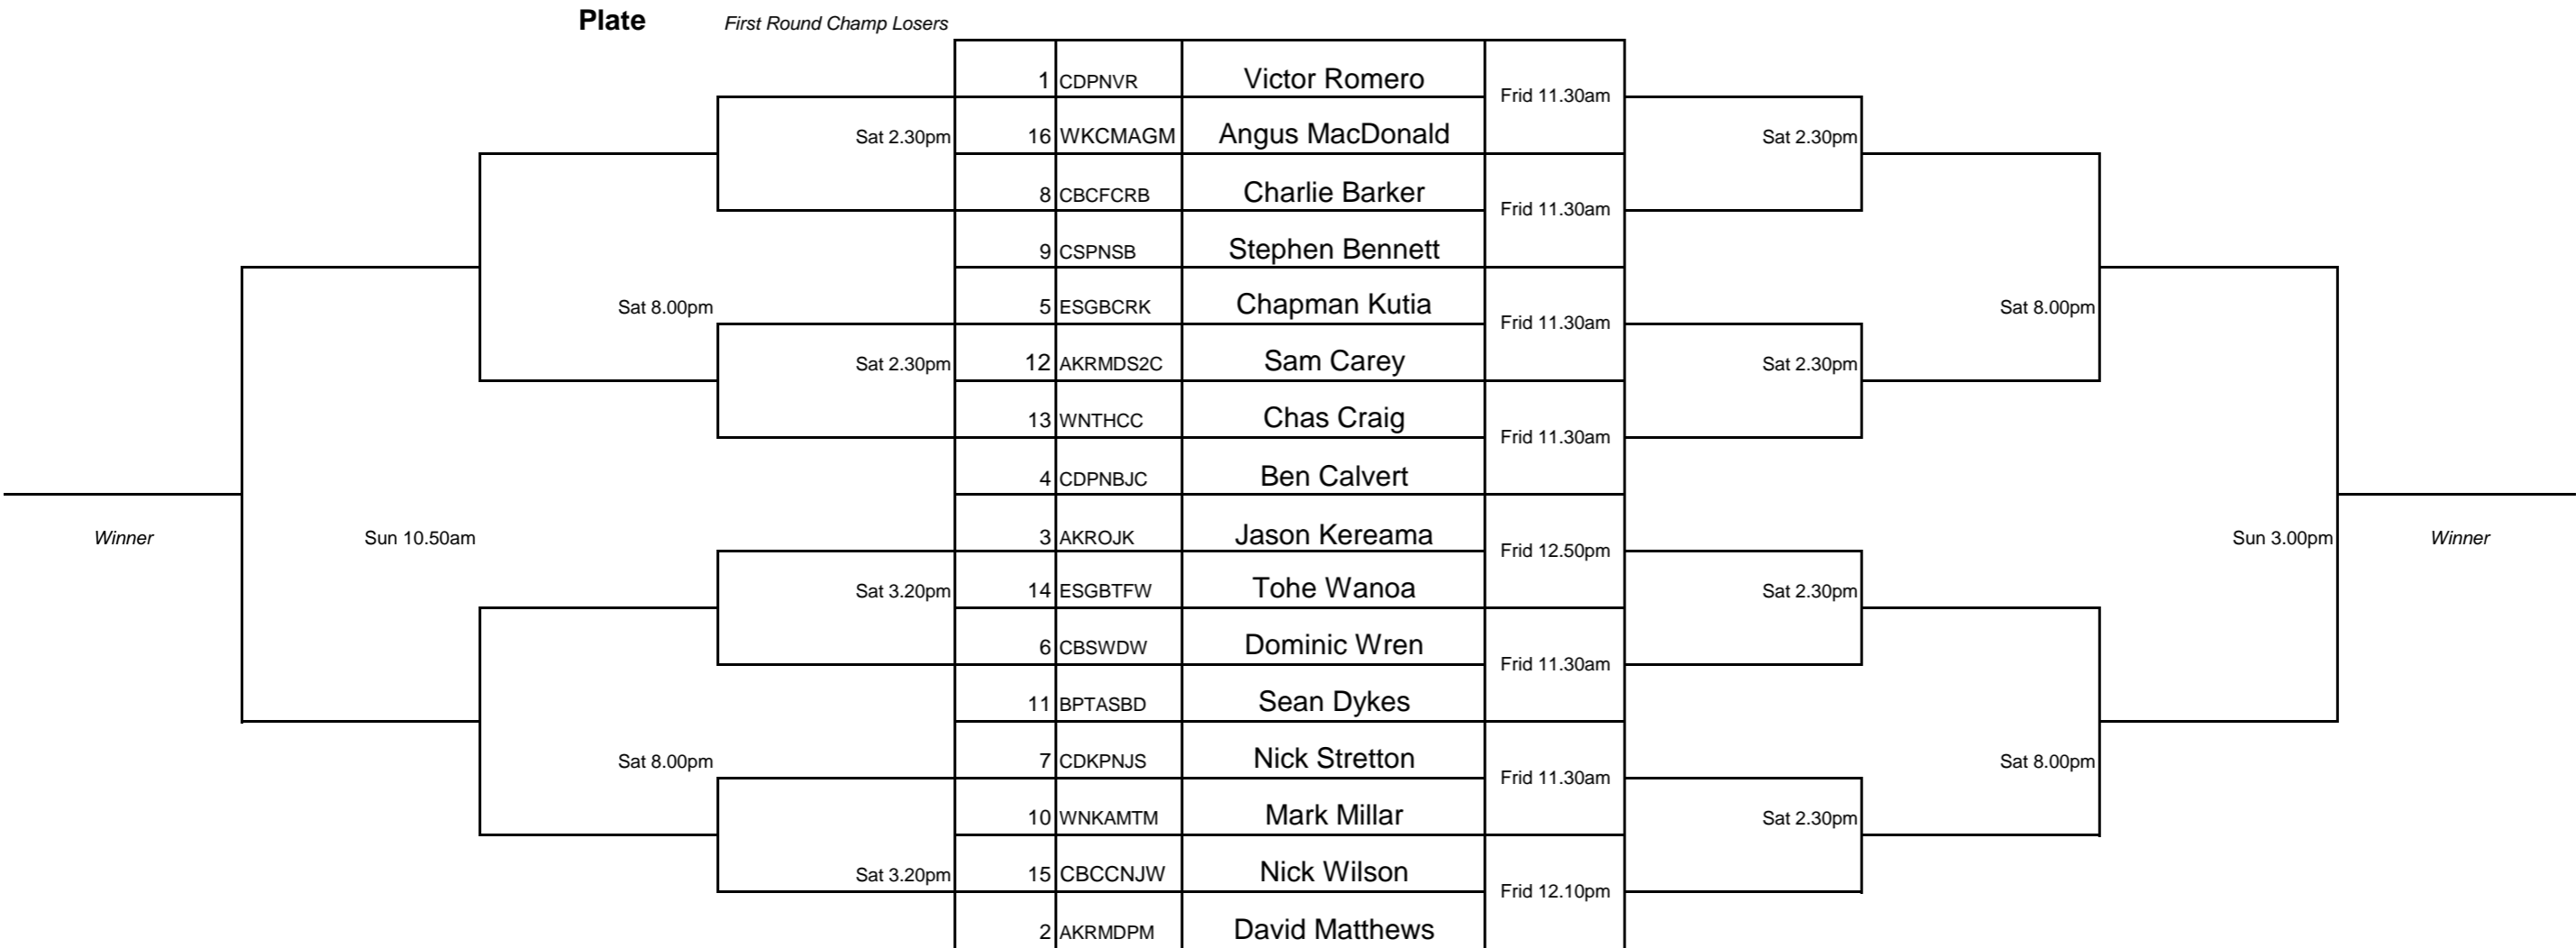 Plate First Round Champ Losers
1 CDPNVR Victor Romero
Frid 11.30am
Sat 2.30pm 16 WKCMAGM Angus MacDonald Sat 2.30pm
8 CBCFCRB Charlie Barker
Frid 11.30am
9 CSPNSB Stephen Bennett
Sat 8.00pm 5 ESGBCRK Chapman Kutia Sat 8.00pm
Frid 11.30am
Sat 2.30pm 12 AKRMDS2C Sam Carey Sat 2.30pm
13 WNTHCC Chas Craig
Frid 11.30am
4 CDPNBJC Ben Calvert
Winner Sun 10.50am 3 AKROJK Jason Kereama Sun 3.00pm Winner
Frid 12.50pm
Sat 3.20pm 14 ESGBTFW Tohe Wanoa Sat 2.30pm
6 CBSWDW Dominic Wren
Frid 11.30am
11 BPTASBD Sean Dykes
Sat 8.00pm 7 CDKPNJS Nick Stretton Sat 8.00pm
Frid 11.30am
10 WNKAMTM Mark Millar Sat 2.30pm
Sat 3.20pm 15 CBCCNJW Nick Wilson
Frid 12.10pm
2 AKRMDPM David Matthews